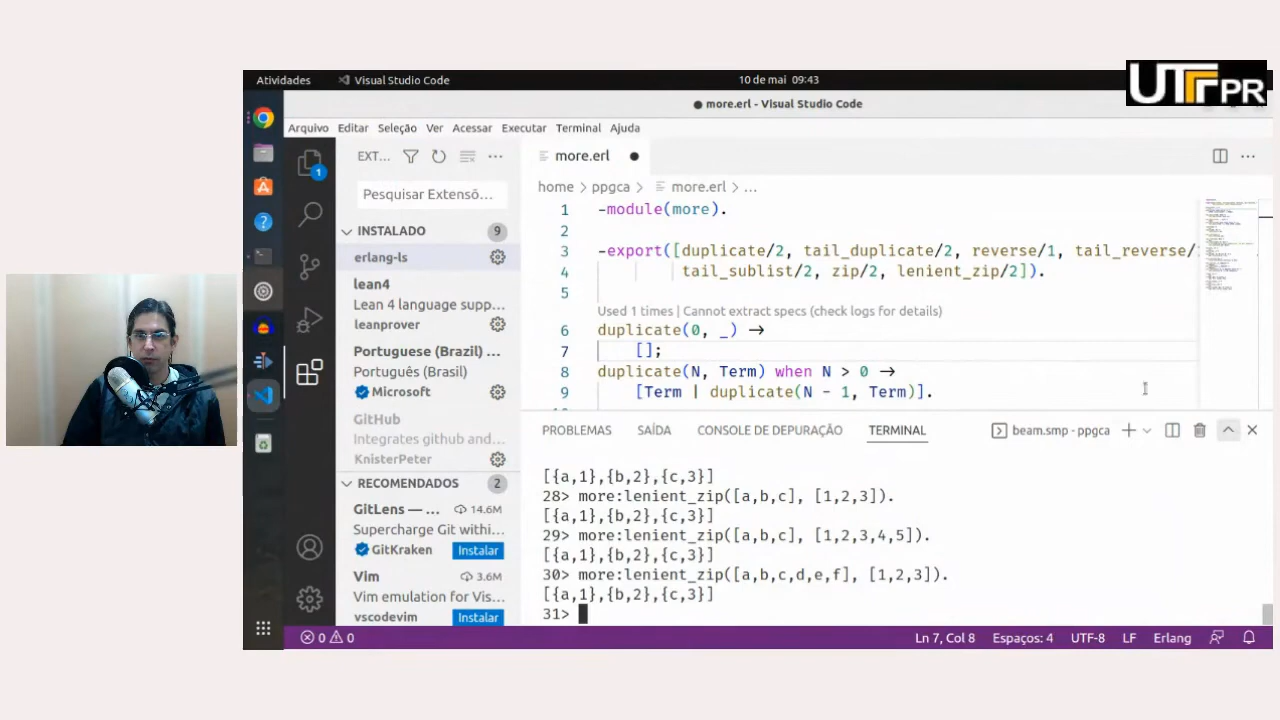 UTFPR
Atividades
Visual Studio Code
10 de mai 09:43
more.erl - Visual Studio Code
Arquivo Editar Seleção Ver Acessar Executar Terminal Ajuda
1
EXT...
Pesquisar Extensõ...
INSTALADO 9
erlang-ls
lean4
Lean 4 language supp...
leanprover
Portuguese (Brazil) ...
Português (Brasil)
Microsoft
GitHub
Integrates github and...
KnisterPeter
RECOMENDADOS 2
GitLens — ... 14.6M
Supercharge Git withi...
GitKraken Instalar
Vim 3.6M
Vim emulation for Vis...
vscodevim Instalar
more.erl
home > ppgca > more.erl > ...
1 -module(more).
2
3 -export([duplicate/2, tail_duplicate/2, reverse/1, tail_reverse/
4 tail_sublist/2, zip/2, lenient_zip/2]).
5
Used 1 times | Cannot extract specs (check logs for details)
6 duplicate(0, _) ->
7 [];
8 duplicate(N, Term) when N > 0 ->
9 [Term | duplicate(N - 1, Term)].
PROBLEMAS SAÍDA CONSOLE DE DEPURAÇÃO TERMINAL
beam.smp - ppgca
[{a,1},{b,2},{c,3}]
28> more:lenient_zip([a,b,c], [1,2,3]).
[{a,1},{b,2},{c,3}]
29> more:lenient_zip([a,b,c], [1,2,3,4,5]).
[{a,1},{b,2},{c,3}]
30> more:lenient_zip([a,b,c,d,e,f], [1,2,3]).
[{a,1},{b,2},{c,3}]
31>
0 0
Ln 7, Col 8 Espaços: 4 UTF-8 LF Erlang